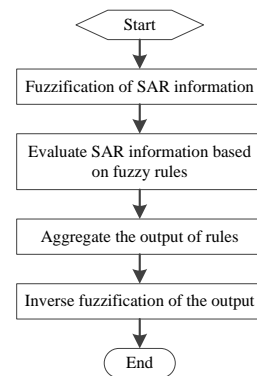 Start
Fuzzification of SAR information
Evaluate SAR information based
on fuzzy rules
Aggregate the output of rules
Inverse fuzzification of the output
End